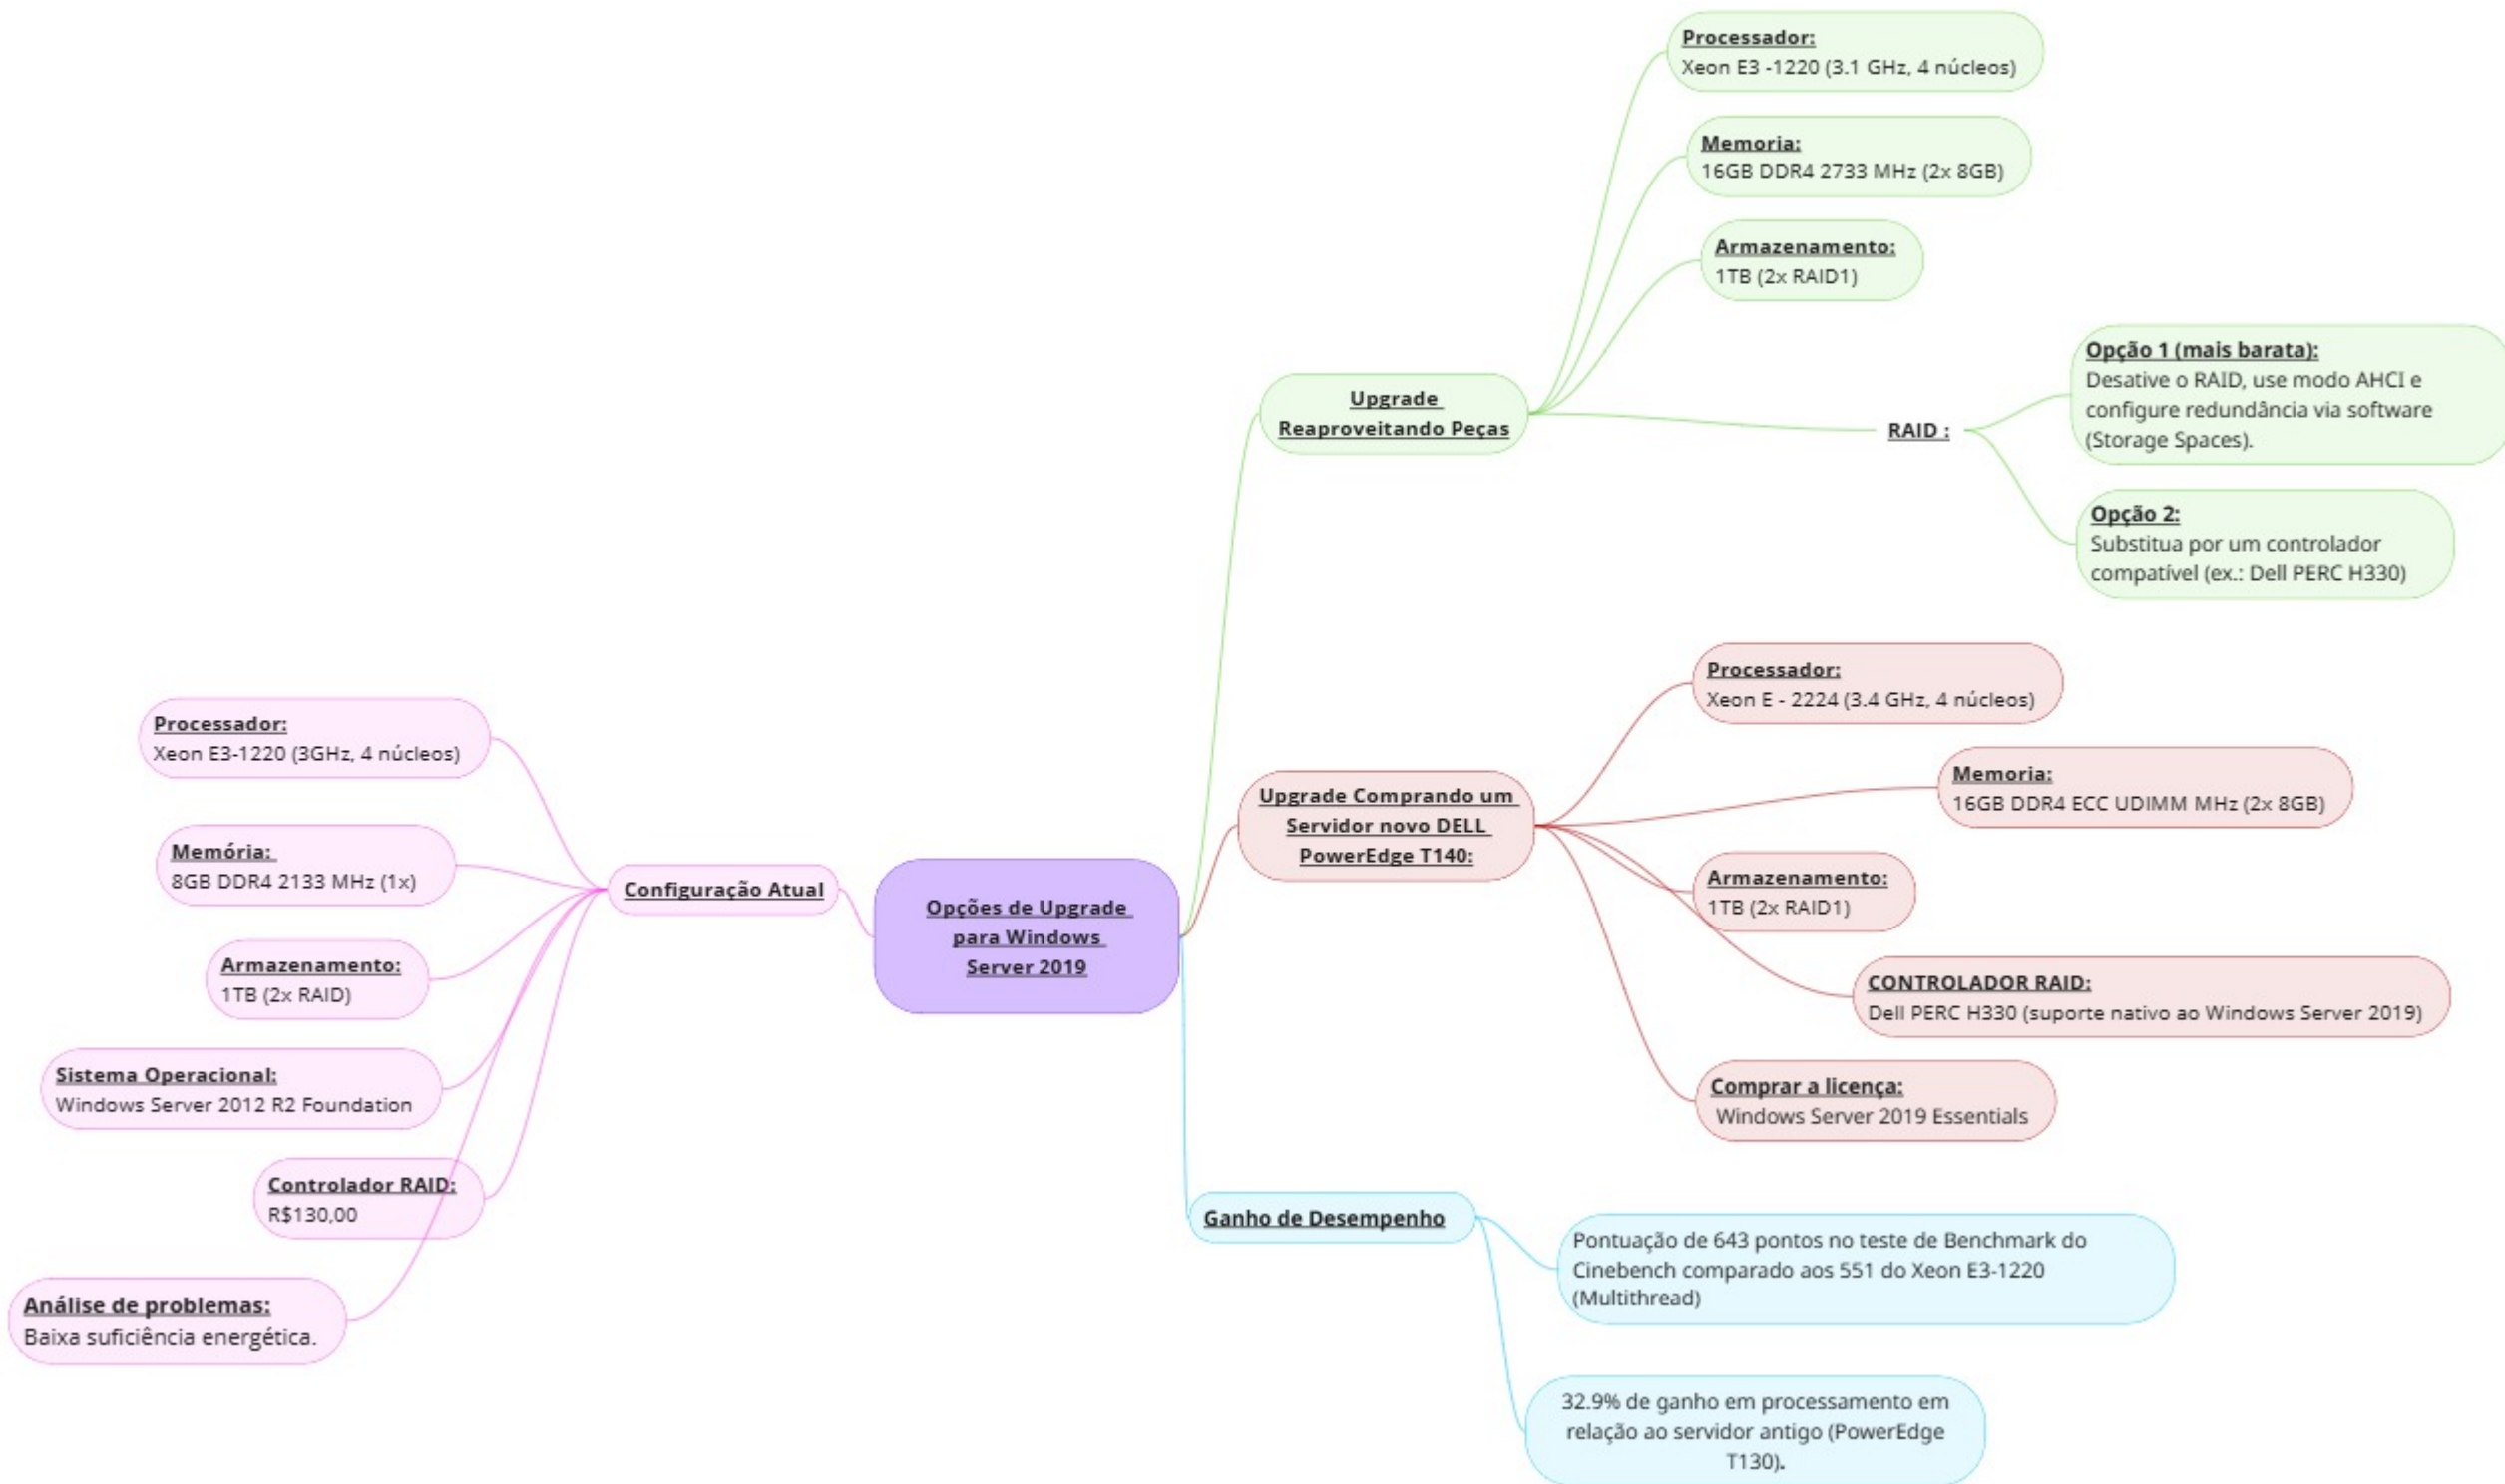 Processador:
Xeon E3 -1220 (3.1 GHz, 4 núcleos)
Memoria:
16GB DDR4 2733 MHz (2x 8GB)
Armazenamento:
1TB (2x RAID1)
Upgrade
Reaproveitando Peças
RAID :
Opção 1 (mais barata):
Desative o RAID, use modo AHCI e
configure redundância via software
(Storage Spaces).
Opção 2:
Substitua por um controlador
compatível (ex.: Dell PERC H330)
Processador:
Xeon E - 2224 (3.4 GHz, 4 núcleos)
Memoria:
16GB DDR4 ECC UDIMM MHz (2x 8GB)
Upgrade Comprando um
Servidor novo DELL
PowerEdge T140:
Armazenamento:
1TB (2x RAID1)
CONTROLADOR RAID:
Dell PERC H330 (suporte nativo ao Windows Server 2019)
Comprar a licença:
Windows Server 2019 Essentials
Opções de Upgrade
para Windows
Server 2019
Configuração Atual
Processador:
Xeon E3-1220 (3GHz, 4 núcleos)
Memória:
8GB DDR4 2133 MHz (1x)
Armazenamento:
1TB (2x RAID)
Sistema Operacional:
Windows Server 2012 R2 Foundation
Controlador RAID:
R$130,00
Análise de problemas:
Baixa suficiência energética.
Ganho de Desempenho
Pontuação de 643 pontos no teste de Benchmark do
Cinebench comparado aos 551 do Xeon E3-1220
(Multithread)
32.9% de ganho em processamento em
relação ao servidor antigo (PowerEdge
T130).